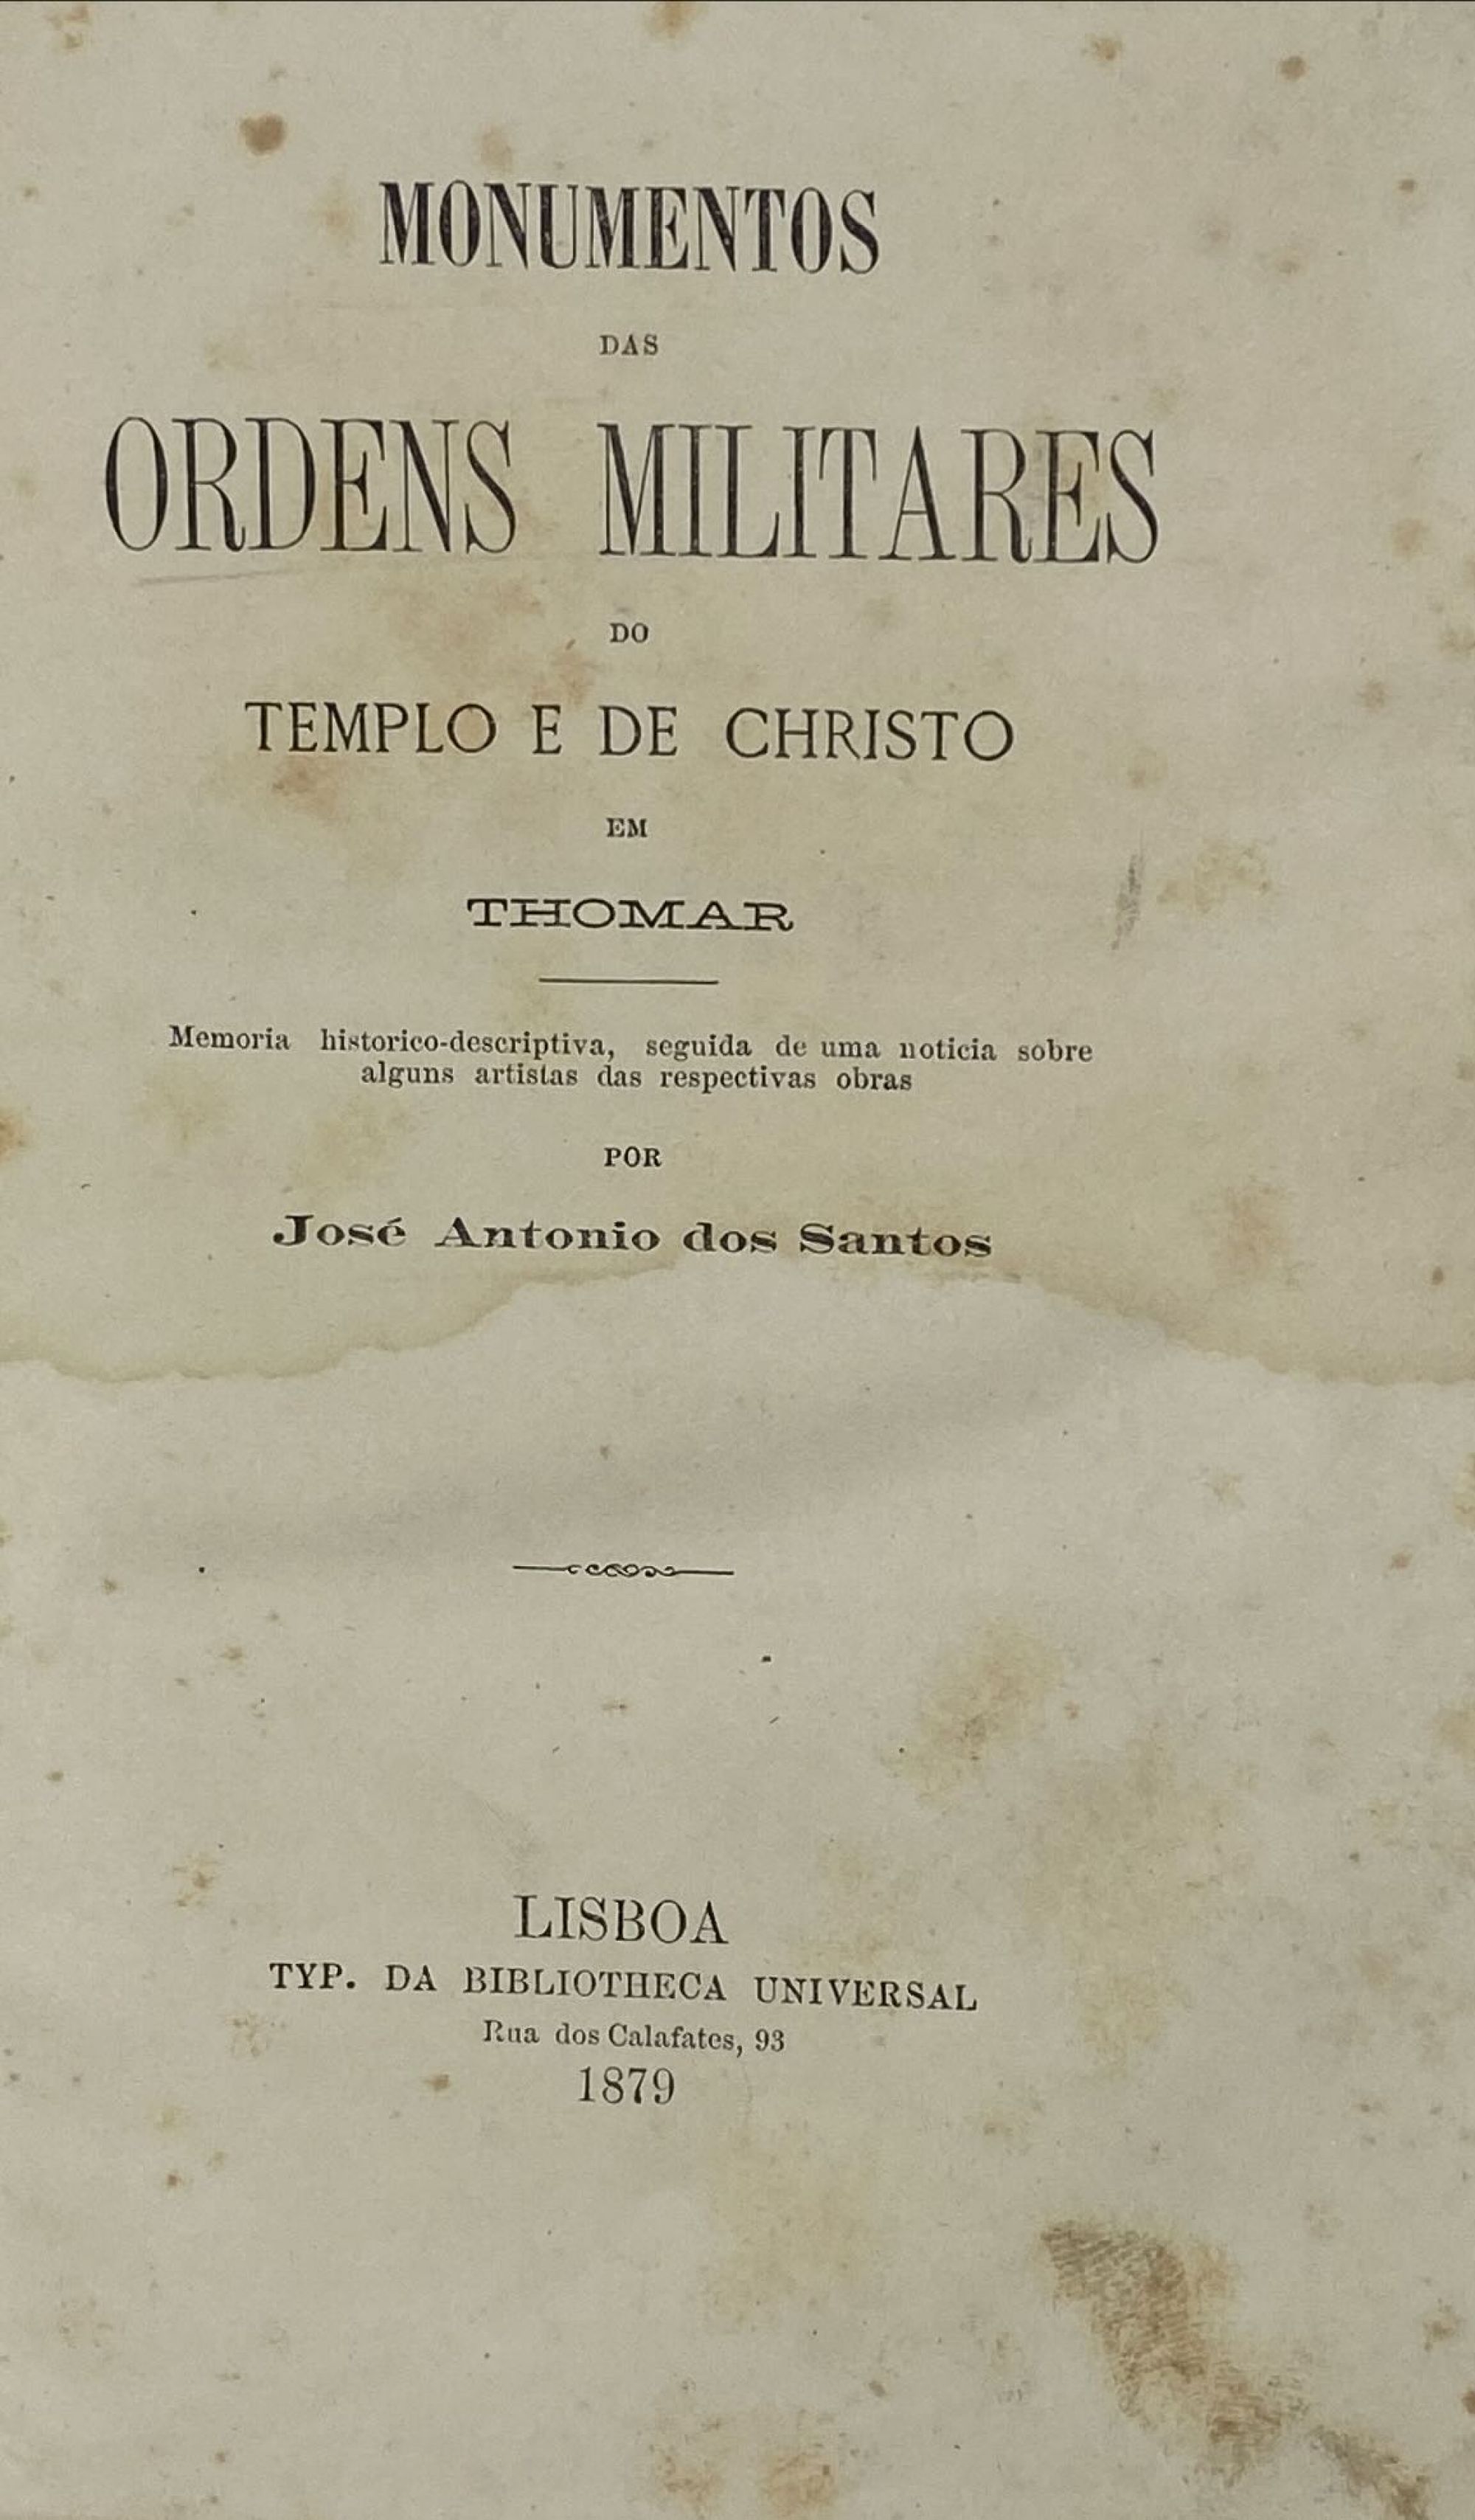 MONUMENTOS
DAS
ORDENS MILITARES
DO
TEMPLO E DE CHRISTO
EM
THOMAR
Memoria historico-descriptiva, seguida de uma noticia sobre
alguns artistas das respectivas obras
POR
José Antonio dos Santos
LISBOA
TYP. DA BIBLIOTHECA UNIVERSAL
Rua dos Calafates, 93
1879